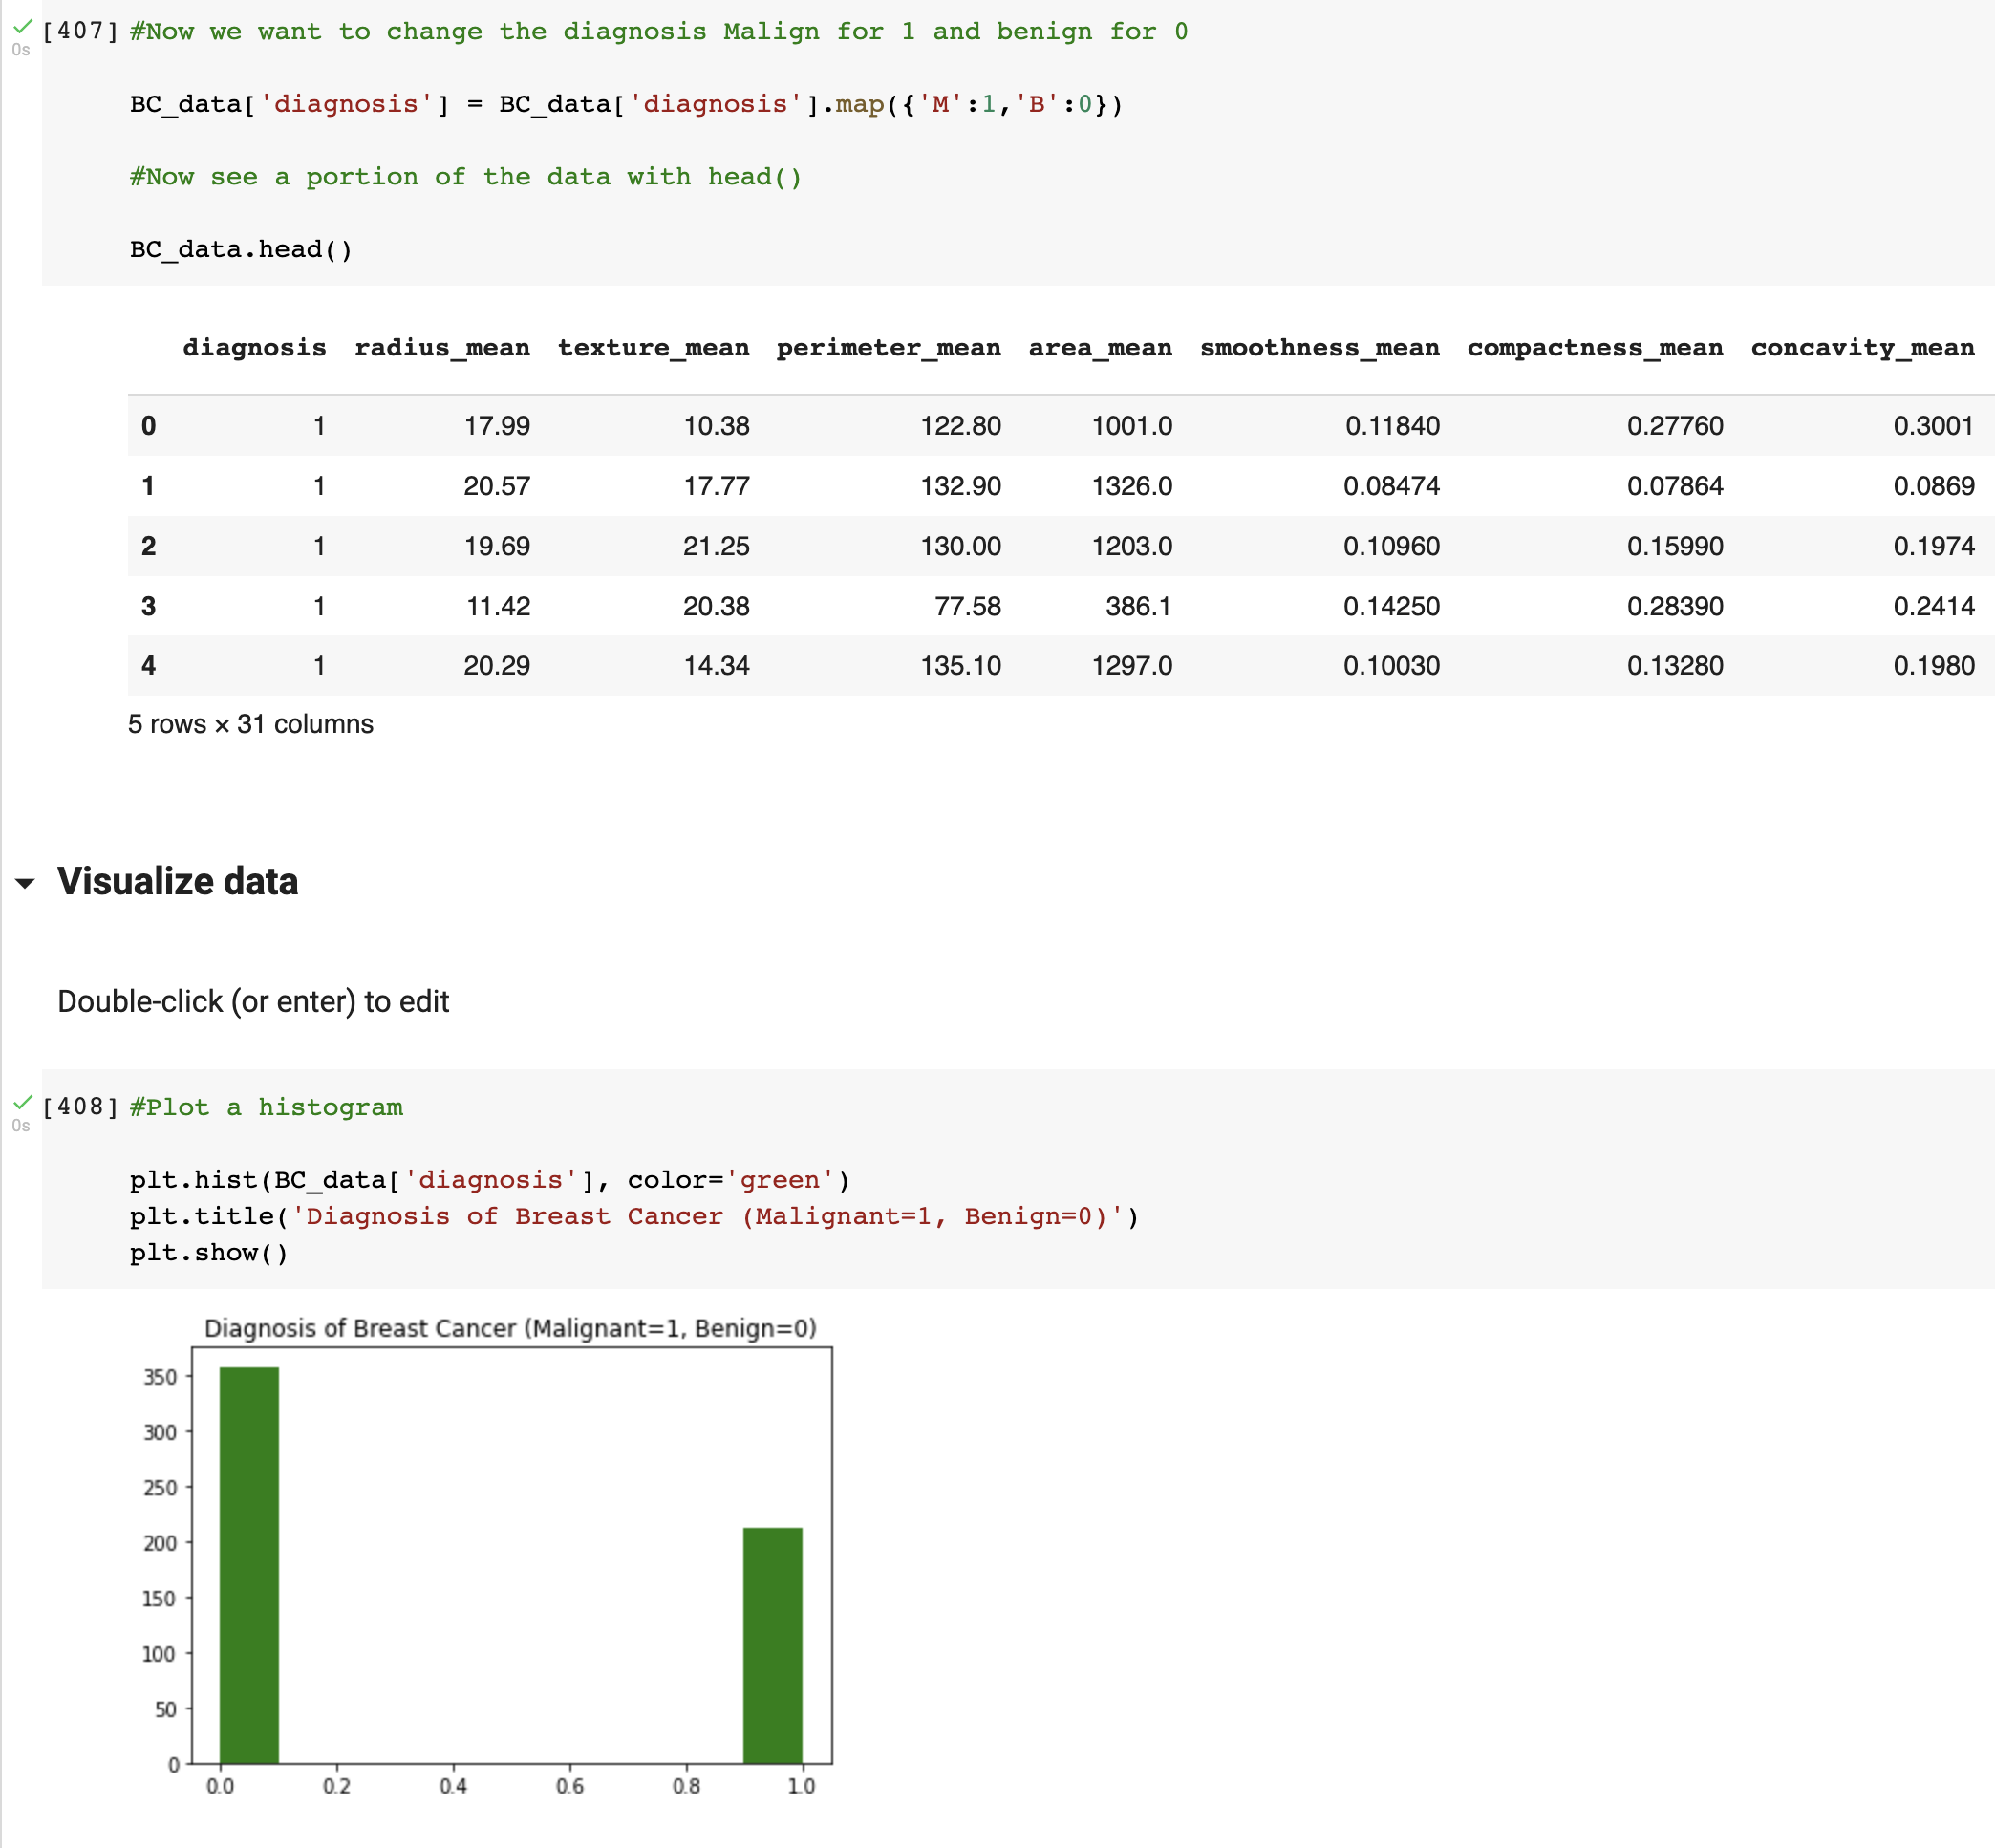 [407] #Now we want to change the diagnosis Malign for 1 and benign for 0
0s
BC_data['diagnosis'] = BC_data['diagnosis'].map({'M':1,'B':0})
#Now see a portion of the data with head()
BC_data.head()
diagnosis radius_mean texture_mean perimeter_mean area_mean smoothness_mean compactness_mean concavity_mean
0 1 17.99 10.38 122.80 1001.0 0.11840 0.27760 0.3001
1 1 20.57 17.77 132.90 1326.0 0.08474 0.07864 0.0869
2 1 19.69 21.25 130.00 1203.0 0.10960 0.15990 0.1974
3 1 11.42 20.38 77.58 386.1 0.14250 0.28390 0.2414
4 1 20.29 14.34 135.10 1297.0 0.10030 0.13280 0.1980
5 rows × 31 columns
Visualize data
Double-click (or enter) to edit
[408] #Plot a histogram
0s
plt.hist(BC_data['diagnosis'], color='green')
plt.title('Diagnosis of Breast Cancer (Malignant=1, Benign=0)')
plt.show()
Diagnosis of Breast Cancer (Malignant=1, Benign=0)
350
300
250
200
150
100
50
0
0.0 0.2 0.4 0.6 0.8 1.0